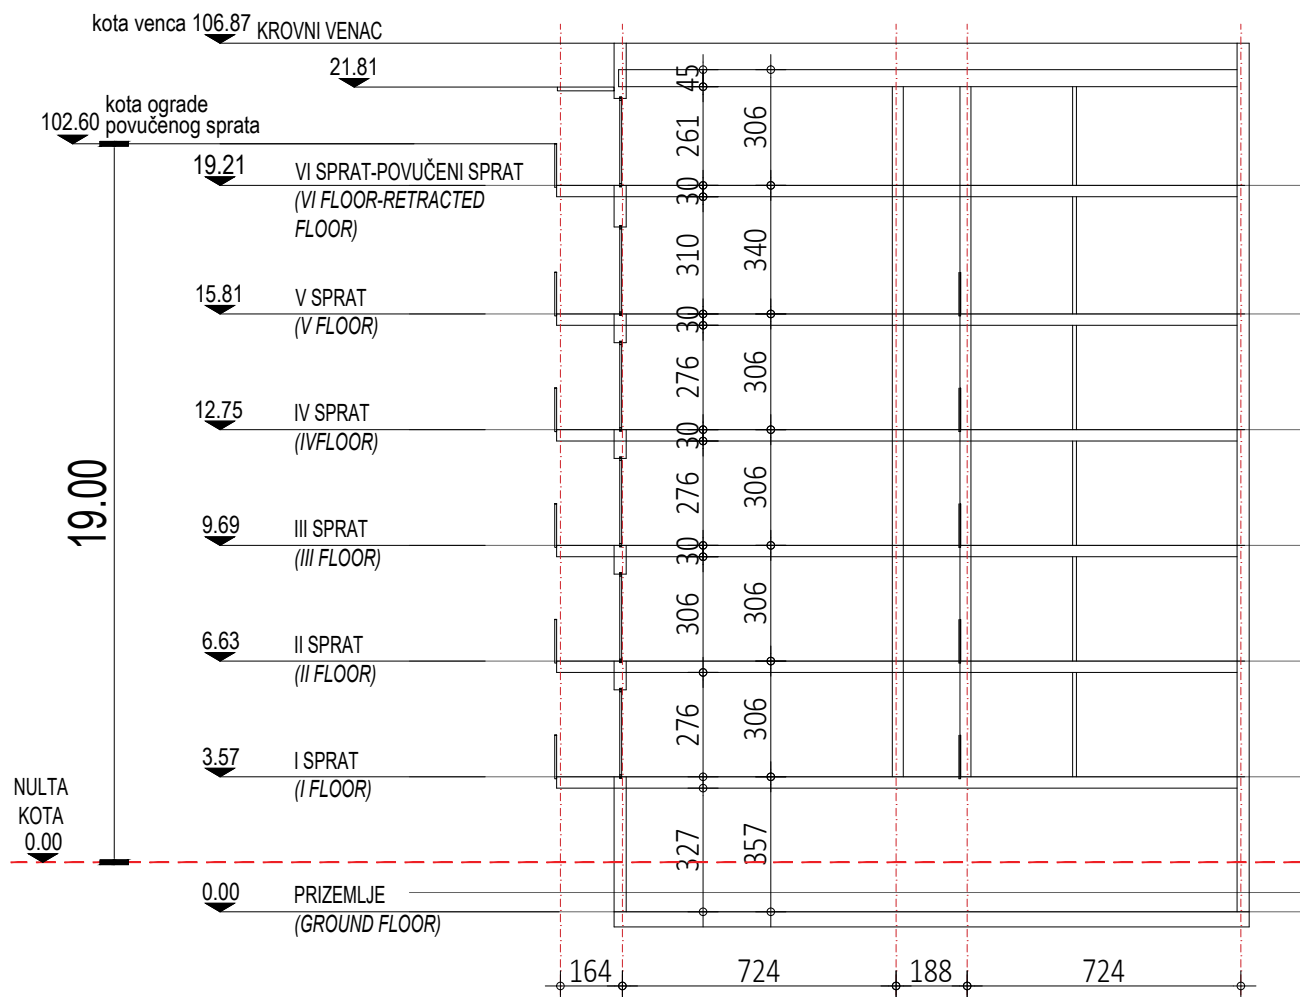 kota venca 106.87
KROVNI VENAC
21.81
kota ograde
102.60 povučenog sprata
19.21
VI SPRAT-POVUČENI SPRAT
(VI FLOOR-RETRACTED
FLOOR)
15.81
V SPRAT
(V FLOOR)
12.75
IV SPRAT
(IVFLOOR)
19.00
9.69
III SPRAT
(III FLOOR)
6.63
II SPRAT
(II FLOOR)
3.57
I SPRAT
(I FLOOR)
NULTA
KOTA
0.00
0.00
PRIZEMLJE
(GROUND FLOOR)
45
261
306
30
310
340
30
276
306
30
276
306
30
306
306
276
306
327
357
164
724
188
724